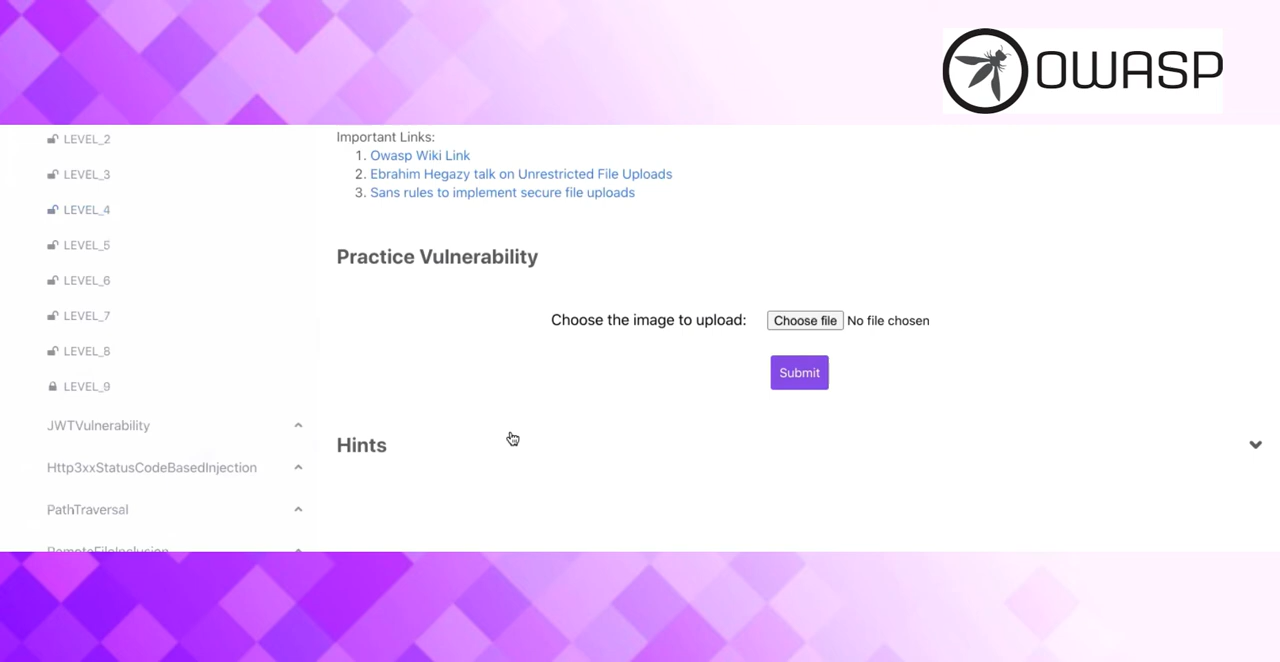 OWASP
LEVEL_2
LEVEL_3
LEVEL_4
LEVEL_5
LEVEL_6
LEVEL_7
LEVEL_8
LEVEL_9
JWTVulnerability
Http3xxStatusCodeBasedInjection
PathTraversal
RemoteFileInclusion
Important Links:
1. Owasp Wiki Link
2. Ebrahim Hegazy talk on Unrestricted File Uploads
3. Sans rules to implement secure file uploads
Practice Vulnerability
Choose the image to upload: Choose file No file chosen
Submit
Hints